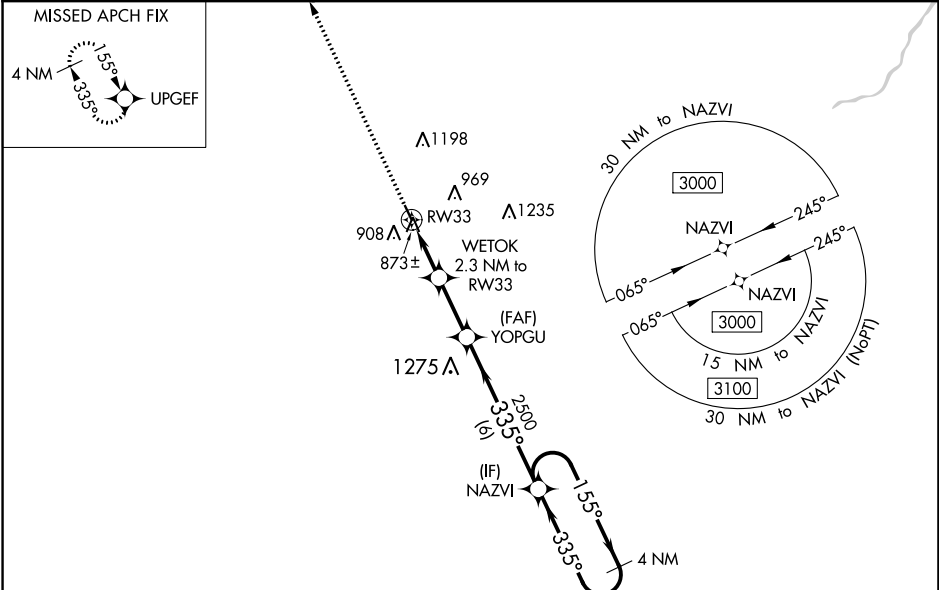 MISSED APCH FIX
4 NM
155°
335°
UPGEF
1198
969
1235
RW33
908
873±
WETOK
2.3 NM to
RW33
(FAF)
YOPGU
1275
2500
335°
(6)
(IF)
NAZVI
155°
335°
4 NM
30 NM to NAZVI
3000
NAZVI
245°
065°
245°
NAZVI
065°
3000
15 NM to NAZVI
3100
30 NM to NAZVI (NoPT)